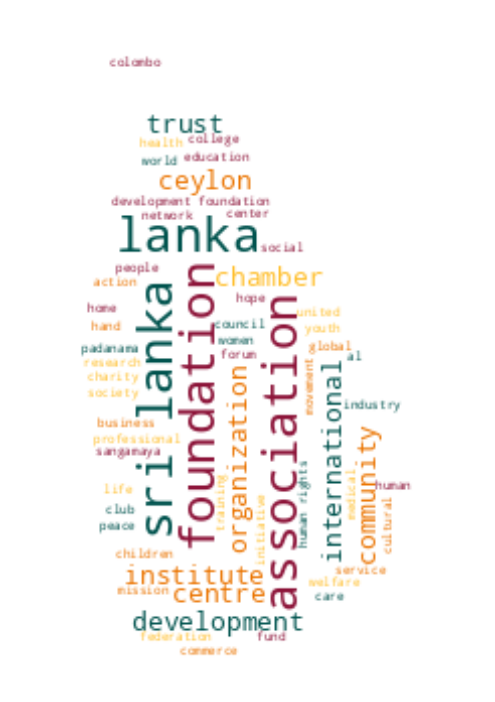 colombo
trust
health college
world education
ceylon
development foundation
network center
lanka social
people chamber
action
home hope united
hand council youth
padanama women global
research forum al
charity
society
sri lanka
foundation
association
organization
international
movement
industry
business
professional
sangamaya
community
human
life
club
peace
training
initiative
human rights
medical
cultural
children
institute service
mission centre welfare
care
development
federation fund
commerce